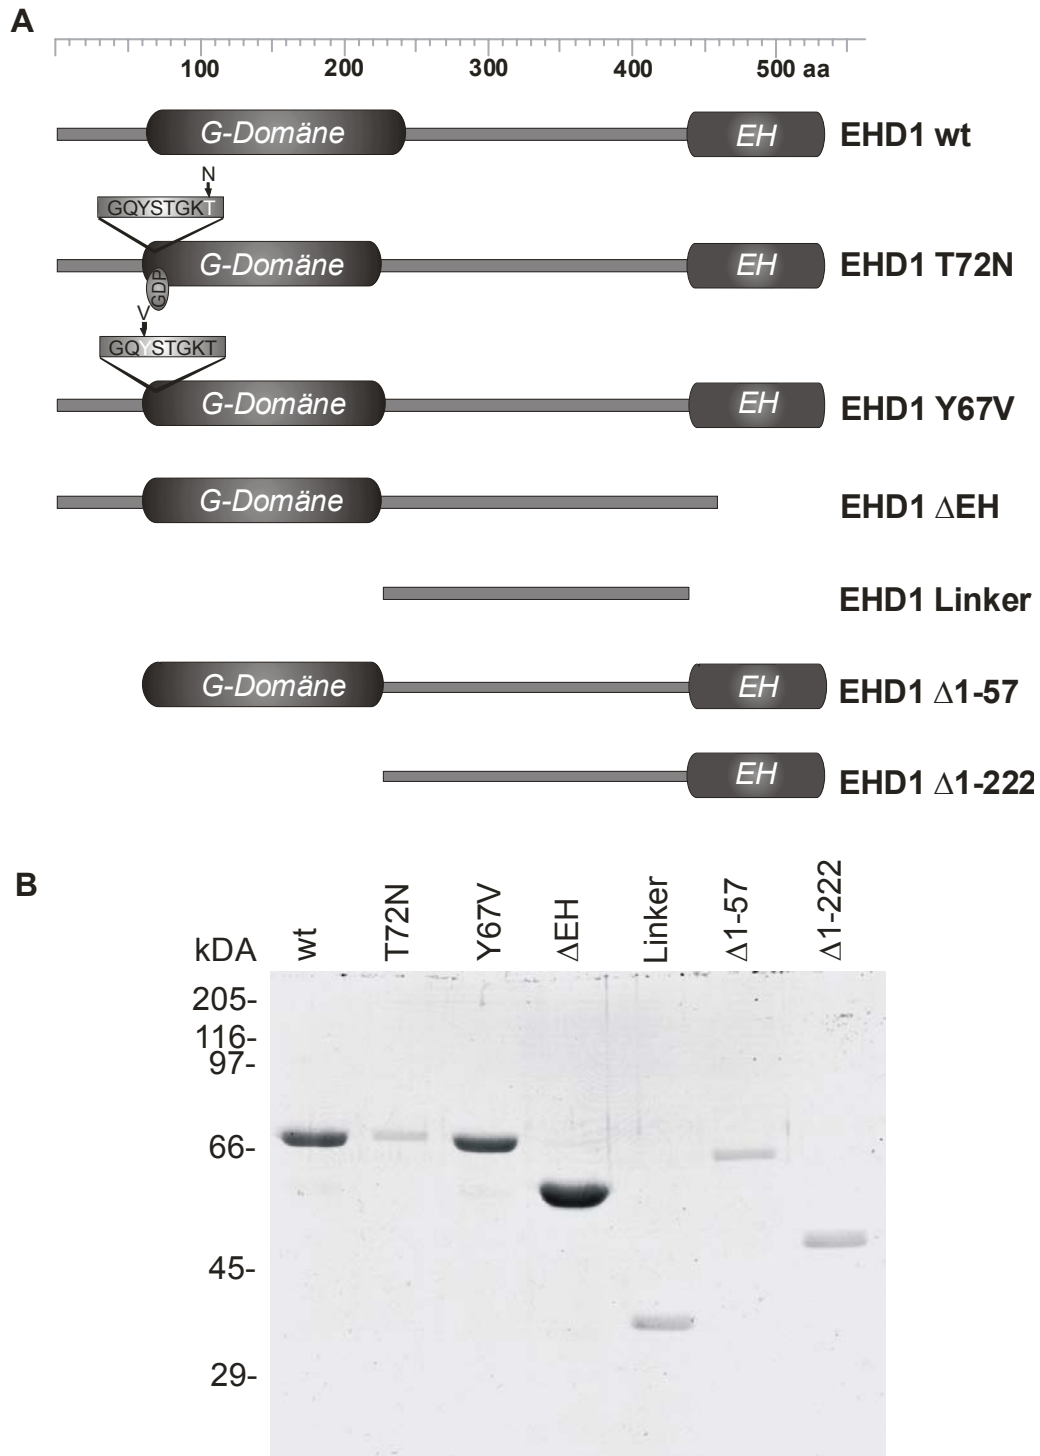 A
100 200 300 400 500 aa
G-Domäne EH EHD1 wt
N
GQYSTGKT
G-Domäne EH EHD1 T72N
GDP
V
GQYSTGKT
G-Domäne EH EHD1 Y67V
G-Domäne EHD1 ΔEH
EHD1 Linker
G-Domäne EH EHD1 Δ1-57
EH EHD1 Δ1-222
B
kDA wt T72N Y67V ΔEH Linker Δ1-57 Δ1-222
205-
116-
97-
66-
45-
29-